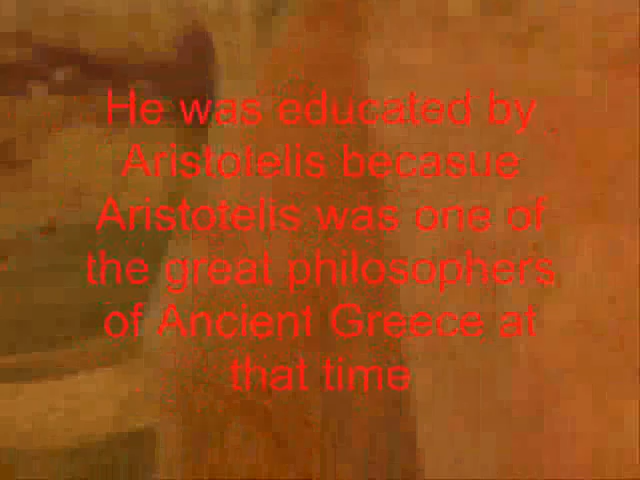 He was educated by
Aristotelis becasue
Aristotelis was one of
the great philosophers
of Ancient Greece at
that time